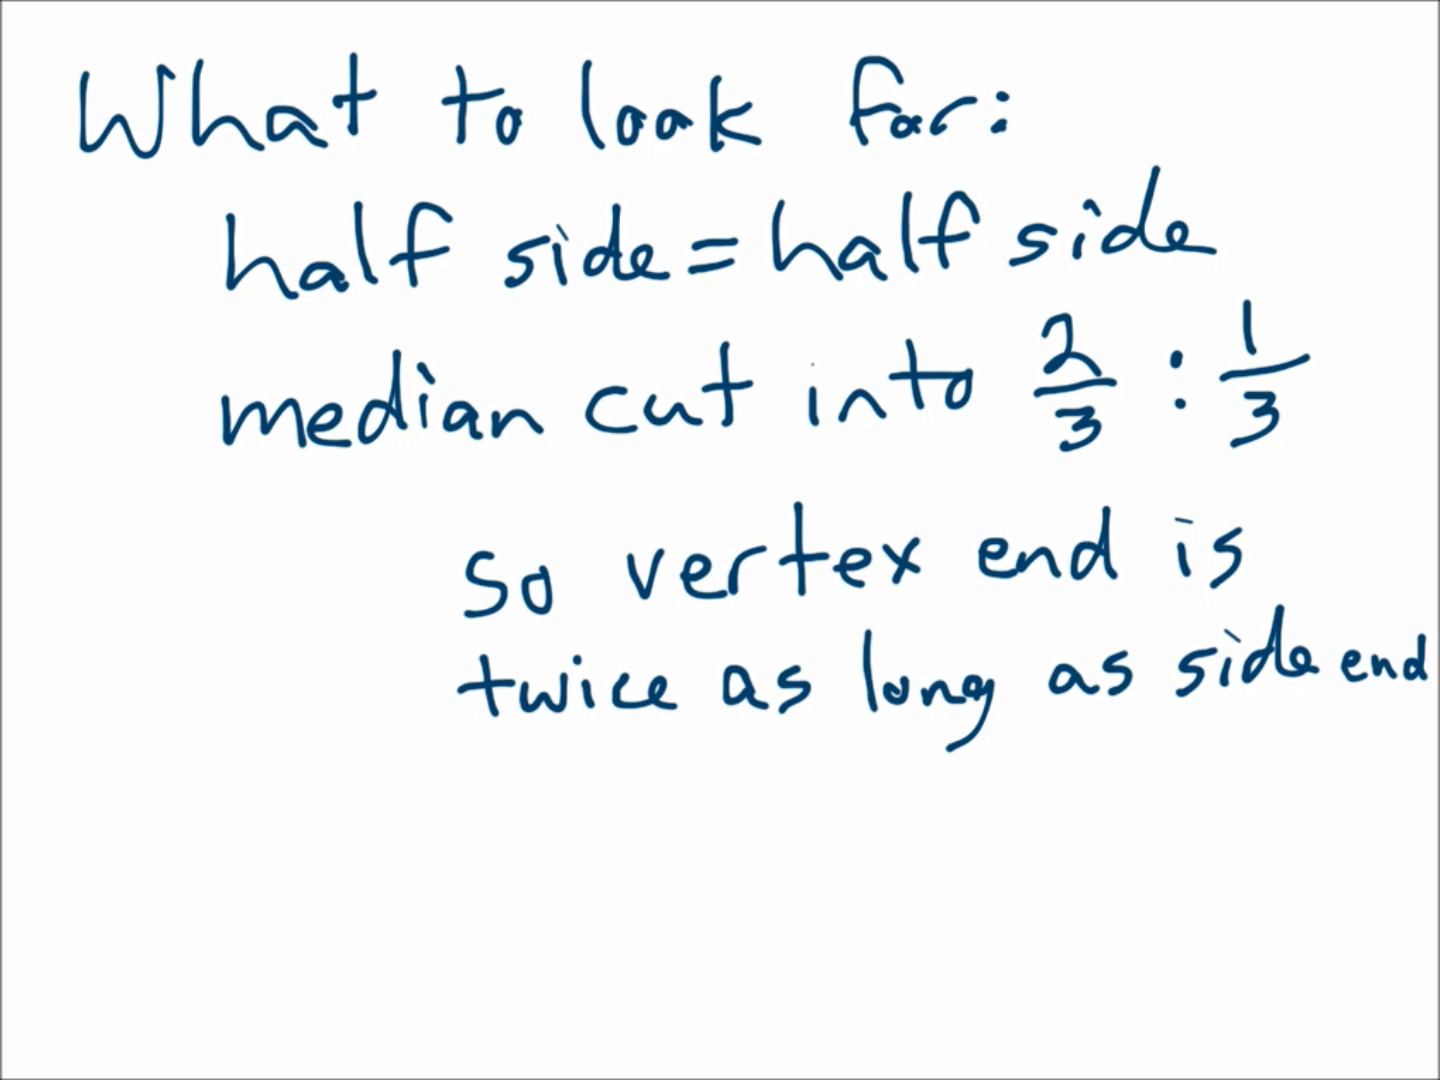 What to look for:
half side = half side
median cut into 2/3 : 1/3
so vertex end is
twice as long as side end